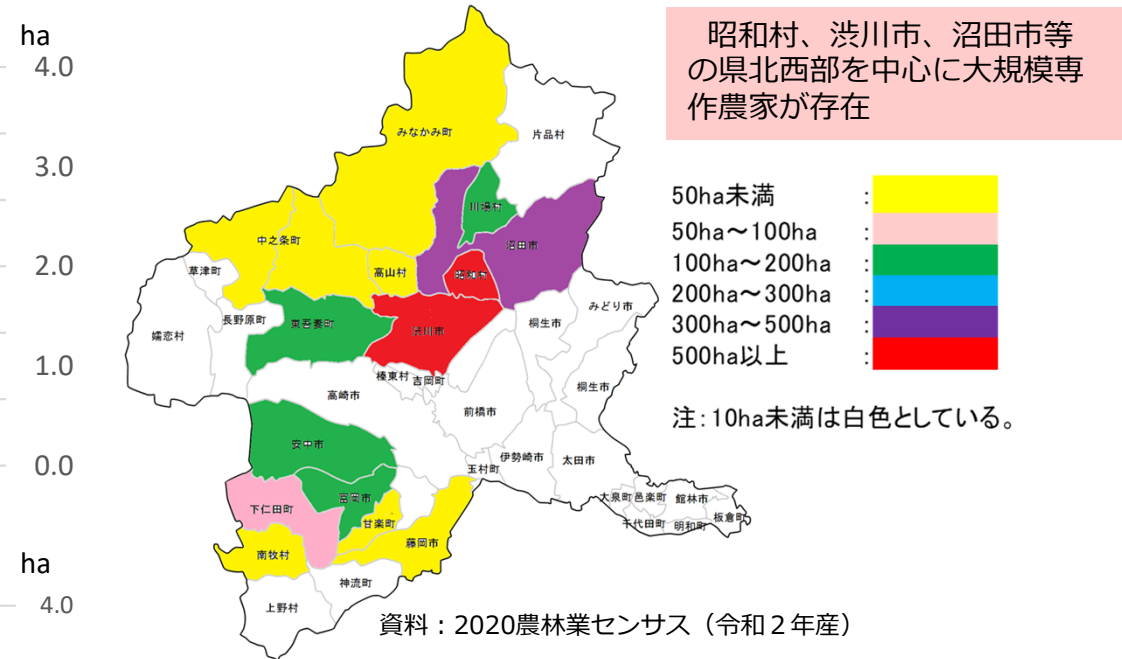 ha
4.0
3.0
2.0
1.0
0.0
ha
4.0
昭和村、渋川市、沼田市等
の県北西部を中心に大規模専
作農家が存在
50ha未満 :
50ha～100ha :
100ha～200ha :
200ha～300ha :
300ha～500ha :
500ha以上 :
注：10ha未満は白色としている。
みなかみ町
片品村
川場村
沼田市
中之条町
草津町
高山村
昭和村
みどり市
長野原町
東吾妻町
渋川市
桐生市
嬬恋村
榛東村
吉岡町
桐生市
高崎市
前橋市
安中市
伊勢崎市
太田市
玉村町
富岡市
大泉町
邑楽町
館林市
下仁田町
甘楽町
千代田町
明和町
板倉町
藤岡市
南牧村
神流町
上野村
資料：2020農林業センサス（令和２年産）